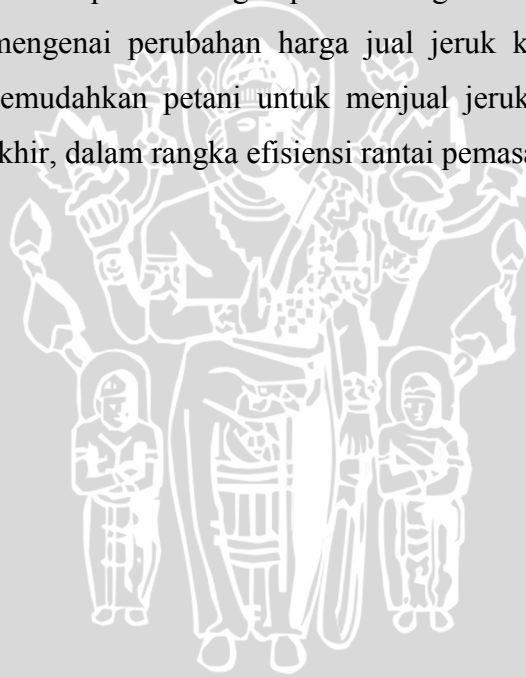 mengenai perubahan harga jual jeruk k
emudahkan petani untuk menjual jeruk
khir, dalam rangka efisiensi rantai pemasa